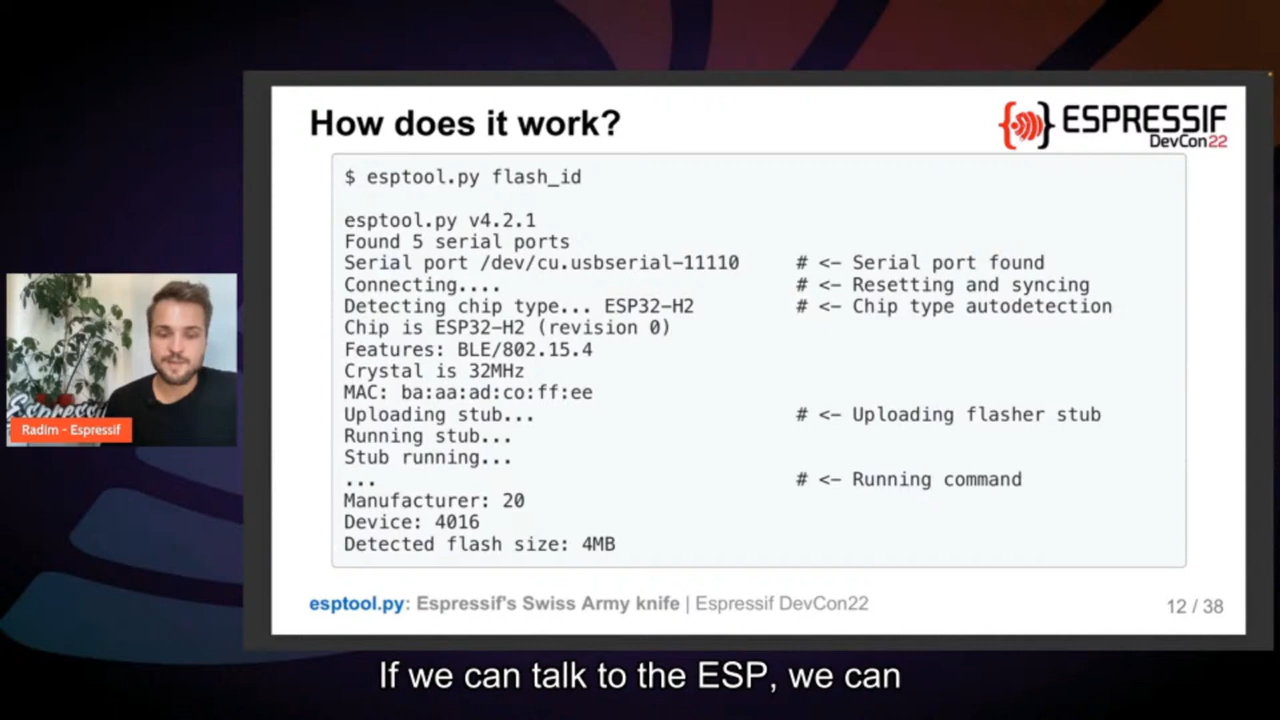 How does it work?
ESPRESSIF
DevCon22
$ esptool.py flash_id
esptool.py v4.2.1
Found 5 serial ports
Serial port /dev/cu.usbserial-11110 # <- Serial port found
Connecting.... # <- Resetting and syncing
Detecting chip type... ESP32-H2 # <- Chip type autodetection
Chip is ESP32-H2 (revision 0)
Features: BLE/802.15.4
Crystal is 32MHz
MAC: ba:aa:ad:co:ff:ee
Uploading stub... # <- Uploading flasher stub
Running stub...
Stub running...
... # <- Running command
Manufacturer: 20
Device: 4016
Detected flash size: 4MB
Espressif
Radim - Espressif
esptool.py: Espressif's Swiss Army knife | Espressif DevCon22
12 / 38
If we can talk to the ESP, we can